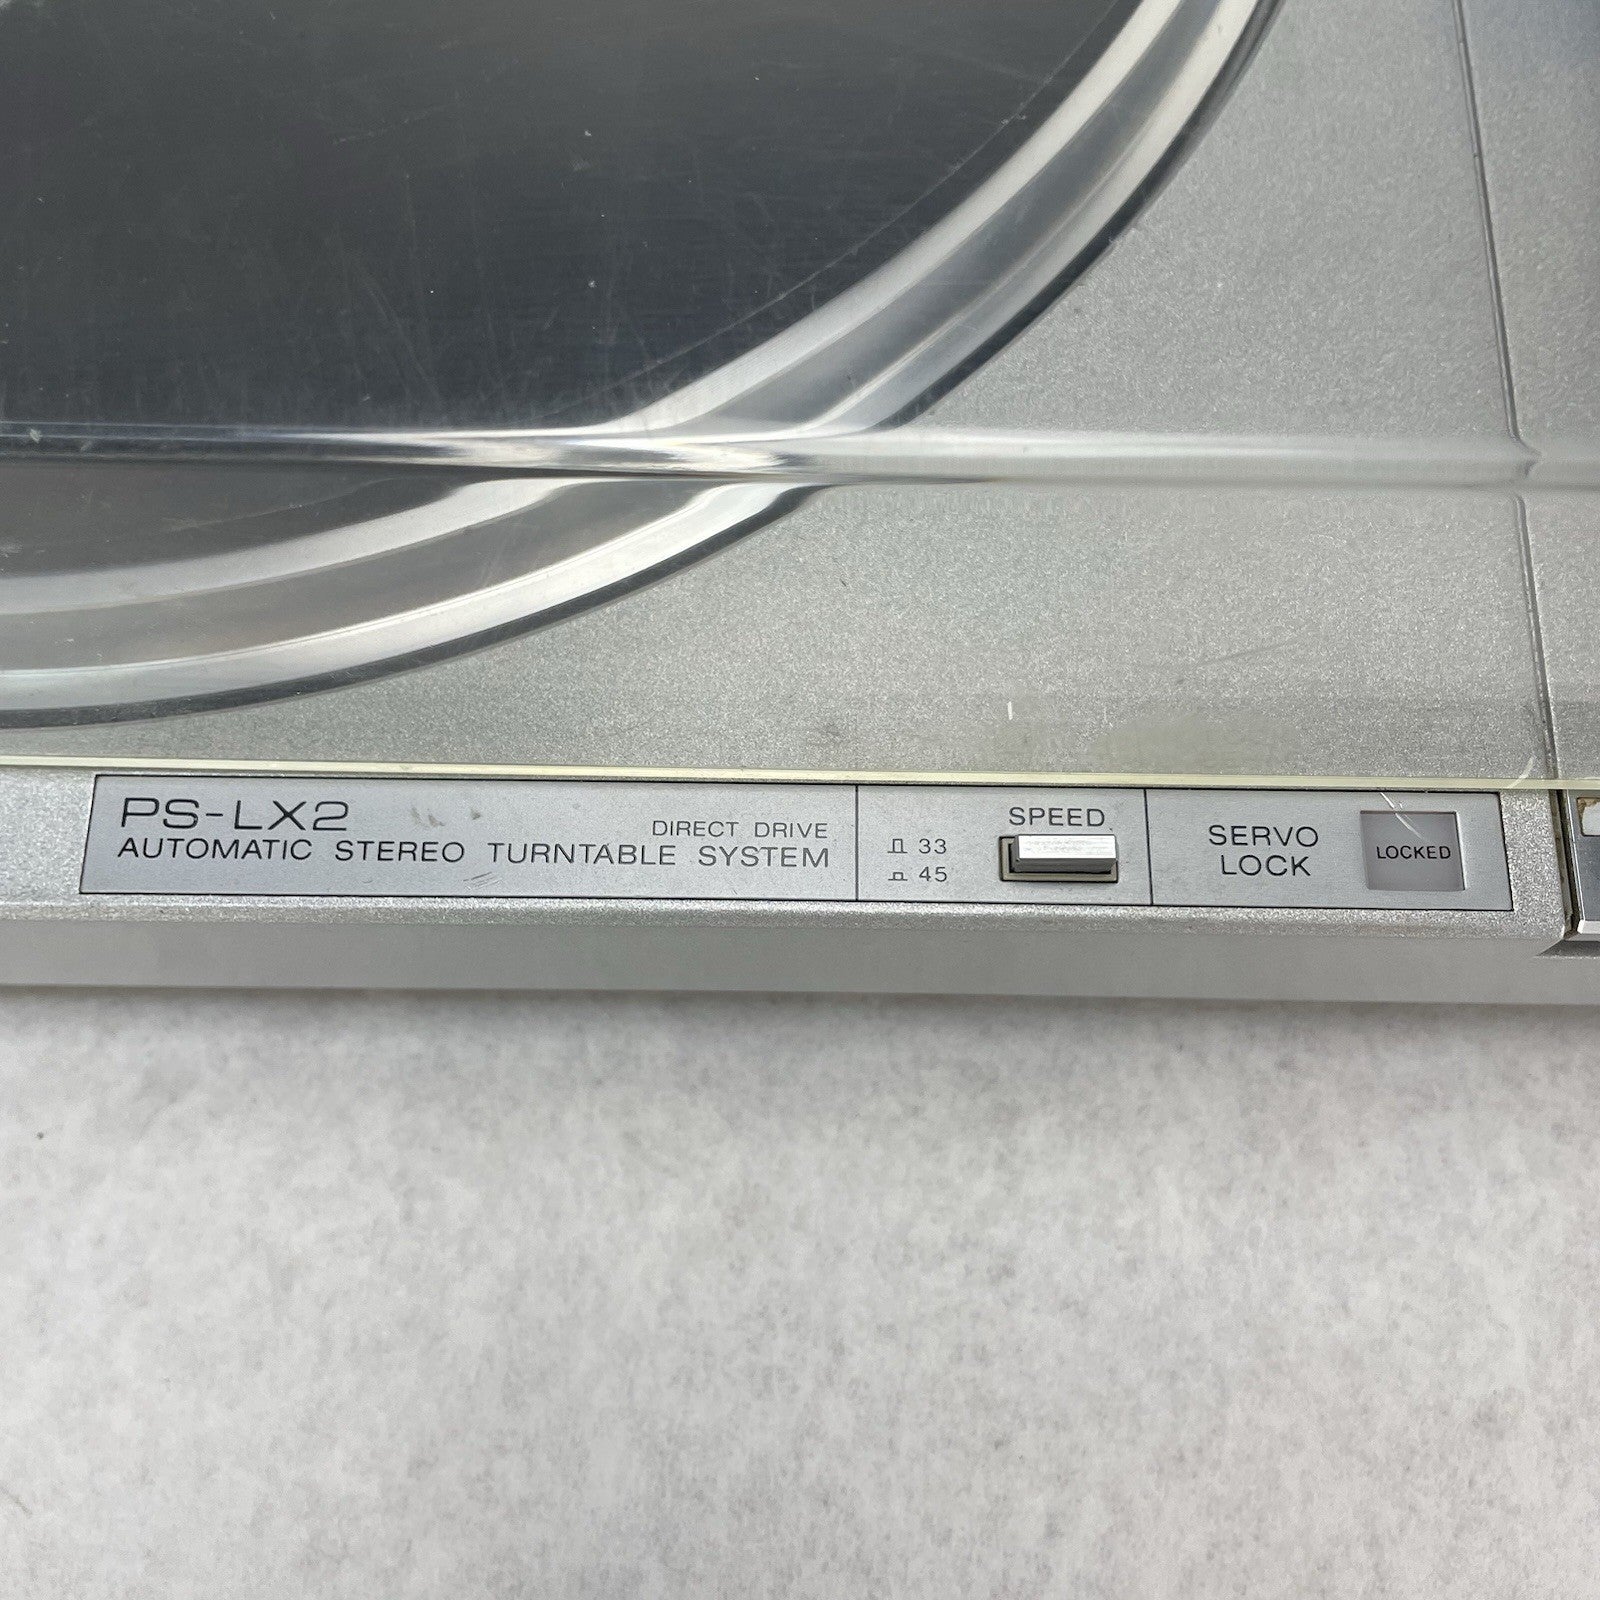 PS-LX2
DIRECT DRIVE
AUTOMATIC STEREO TURNTABLE SYSTEM
SPEED
33
45
SERVO
LOCK
LOCKED